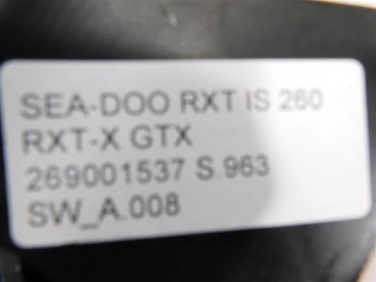 SEA-DOO RXT IS 260
RXT-X GTX
269001537 S.963
SW_A.008